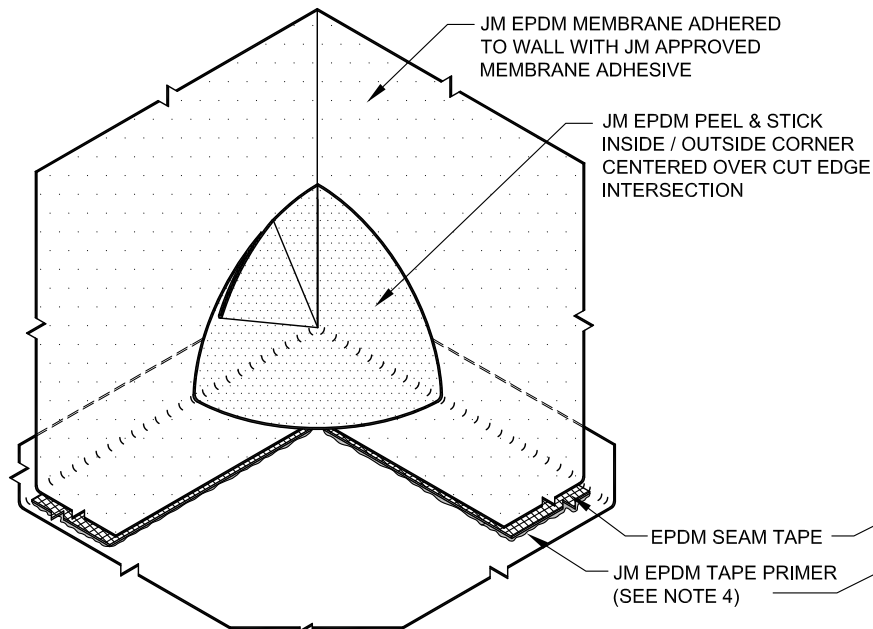 JM EPDM MEMBRANE ADHERED
TO WALL WITH JM APPROVED
MEMBRANE ADHESIVE
JM EPDM PEEL & STICK
INSIDE / OUTSIDE CORNER
CENTERED OVER CUT EDGE
INTERSECTION
EPDM SEAM TAPE
JM EPDM TAPE PRIMER
(SEE NOTE 4)